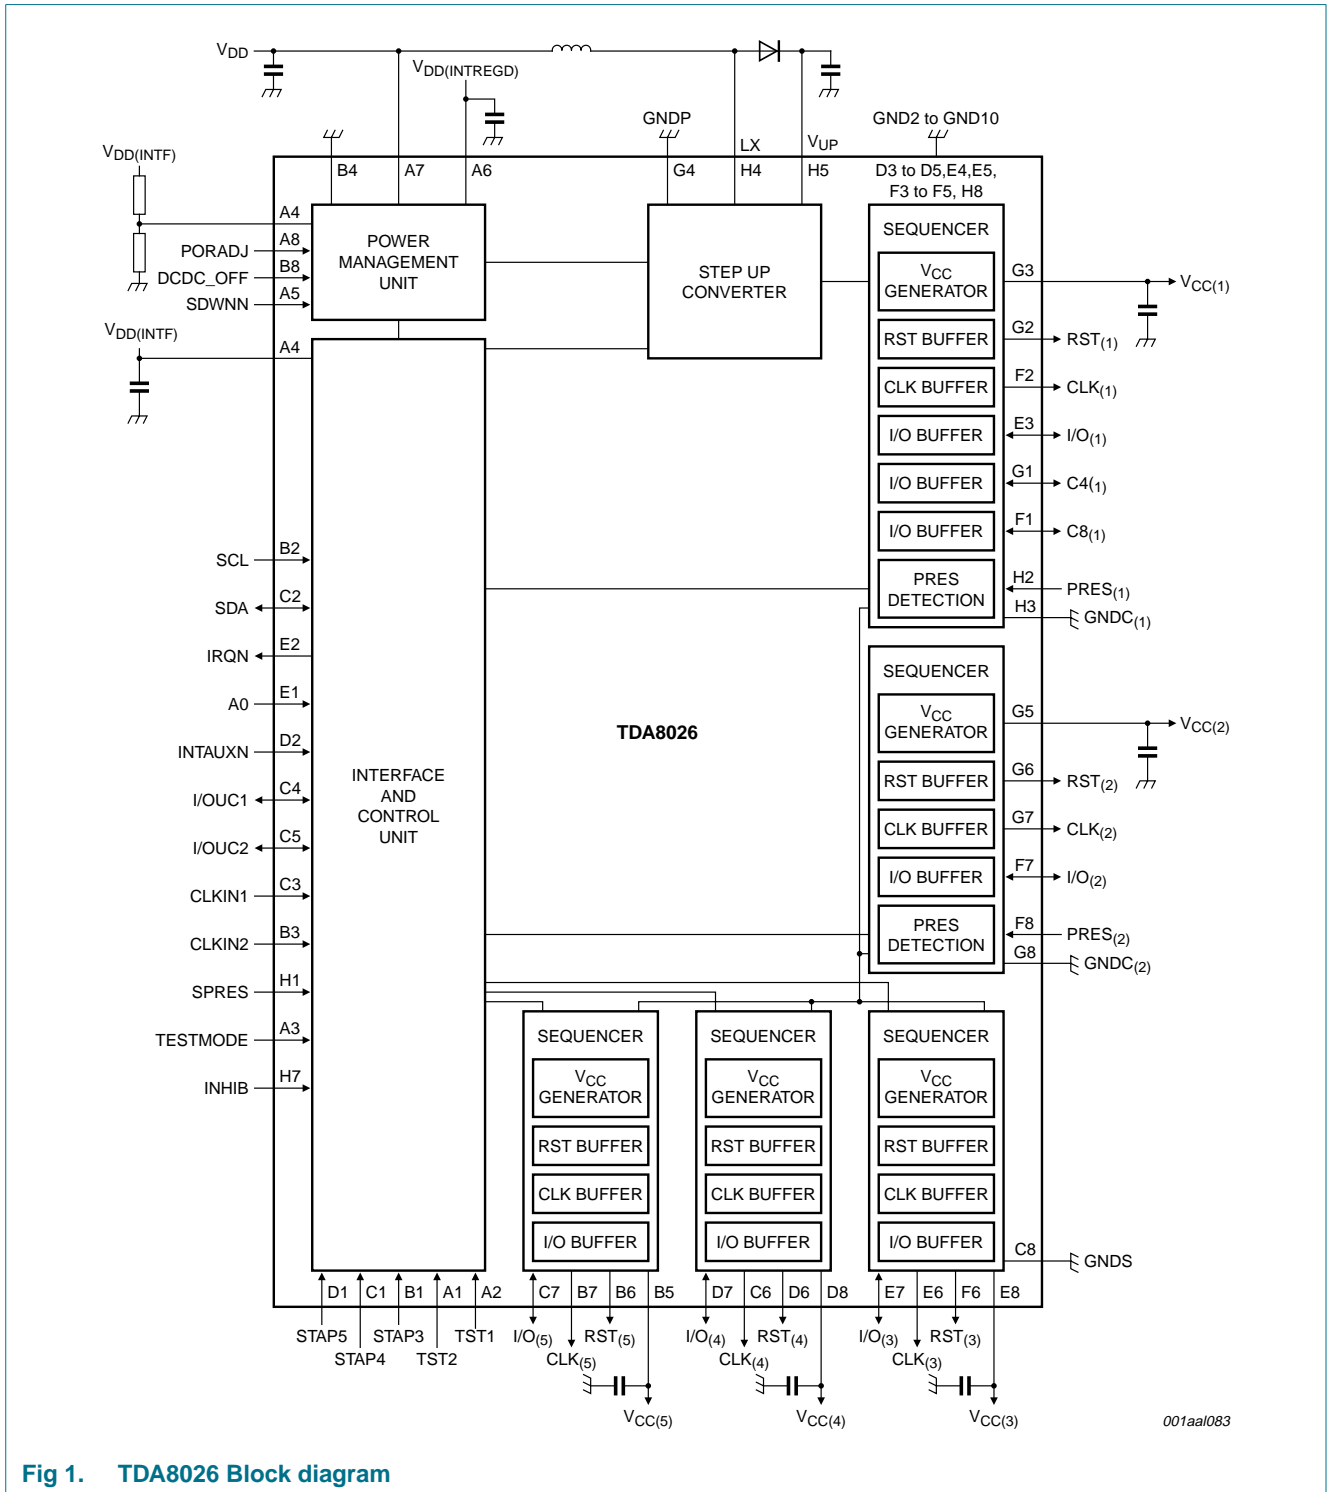 VDD
VDD(INTREGD)
GNDP
GND2 to GND10
LX
VUP
VDD(INTF)
B4
A7
A6
G4
H4
H5
D3 to D5,E4,E5,
F3 to F5, H8
A4
PORADJ
A8
DCDC_OFF
B8
SDWNN
A5
POWER
MANAGEMENT
UNIT
STEP UP
CONVERTER
SEQUENCER
VCC
GENERATOR
G3
VCC(1)
RST BUFFER
G2
RST(1)
CLK BUFFER
F2
CLK(1)
I/O BUFFER
E3
I/O(1)
I/O BUFFER
G1
C4(1)
I/O BUFFER
F1
C8(1)
PRES
DETECTION
H2
PRES(1)
H3
GNDC(1)
VDD(INTF)
A4
SCL
B2
SDA
C2
IRQN
E2
A0
E1
INTAUXN
D2
I/OUC1
C4
I/OUC2
C5
CLKIN1
C3
CLKIN2
B3
SPRES
H1
TESTMODE
A3
INHIB
H7
INTERFACE
AND
CONTROL
UNIT
TDA8026
SEQUENCER
VCC
GENERATOR
G5
VCC(2)
RST BUFFER
G6
RST(2)
CLK BUFFER
G7
CLK(2)
I/O BUFFER
F7
I/O(2)
PRES
DETECTION
F8
PRES(2)
G8
GNDC(2)
SEQUENCER
VCC
GENERATOR
RST BUFFER
CLK BUFFER
I/O BUFFER
SEQUENCER
VCC
GENERATOR
RST BUFFER
CLK BUFFER
I/O BUFFER
SEQUENCER
VCC
GENERATOR
RST BUFFER
CLK BUFFER
I/O BUFFER
C8
GNDS
D1
C1
B1
A1
A2
C7
B7
B6
B5
D7
C6
D6
D8
E7
E6
F6
E8
STAP5
STAP4
STAP3
TST2
TST1
I/O(5)
CLK(5)
RST(5)
VCC(5)
I/O(4)
CLK(4)
RST(4)
VCC(4)
I/O(3)
CLK(3)
RST(3)
VCC(3)
001aal083
Fig 1. TDA8026 Block diagram